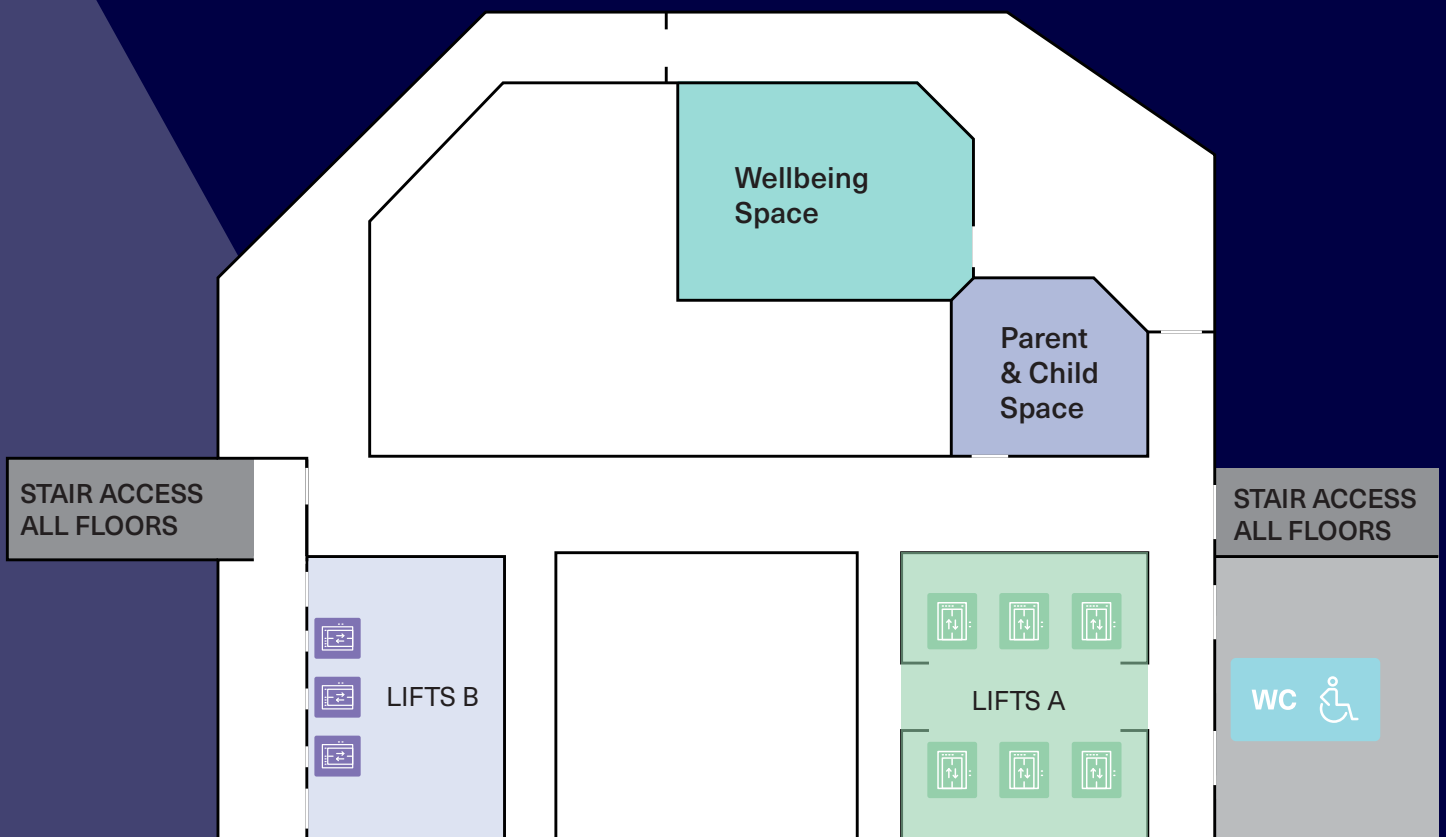 Wellbeing
Space
Parent
& Child
Space
STAIR ACCESS
ALL FLOORS
STAIR ACCESS
ALL FLOORS
LIFTS B
LIFTS A
WC